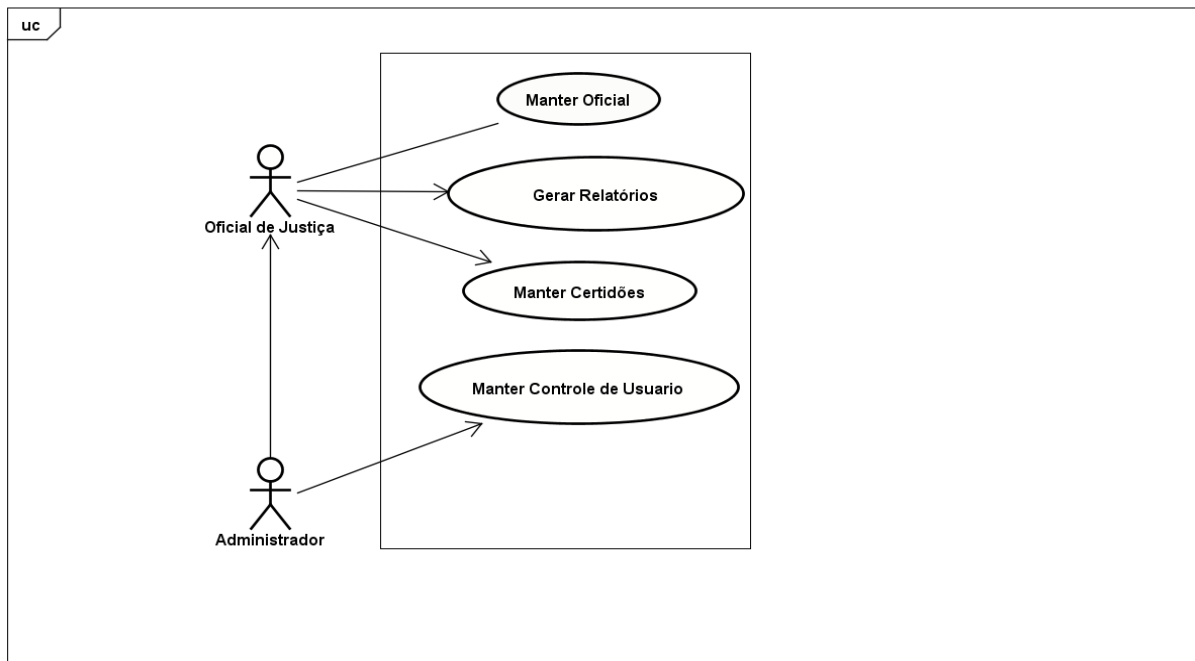 uc
Manter Oficial
Gerar Relatórios
Oficial de Justiça
Manter Certidões
Manter Controle de Usuario
Administrador